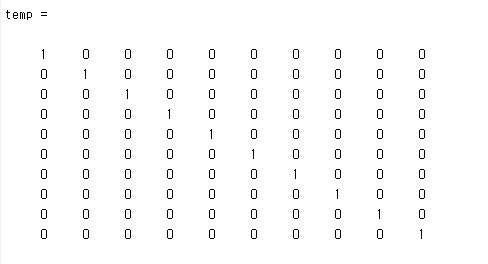 temp =
1 0 0 0 0 0 0 0 0 0
0 1 0 0 0 0 0 0 0 0
0 0 1 0 0 0 0 0 0 0
0 0 0 1 0 0 0 0 0 0
0 0 0 0 1 0 0 0 0 0
0 0 0 0 0 1 0 0 0 0
0 0 0 0 0 0 1 0 0 0
0 0 0 0 0 0 0 1 0 0
0 0 0 0 0 0 0 0 1 0
0 0 0 0 0 0 0 0 0 1